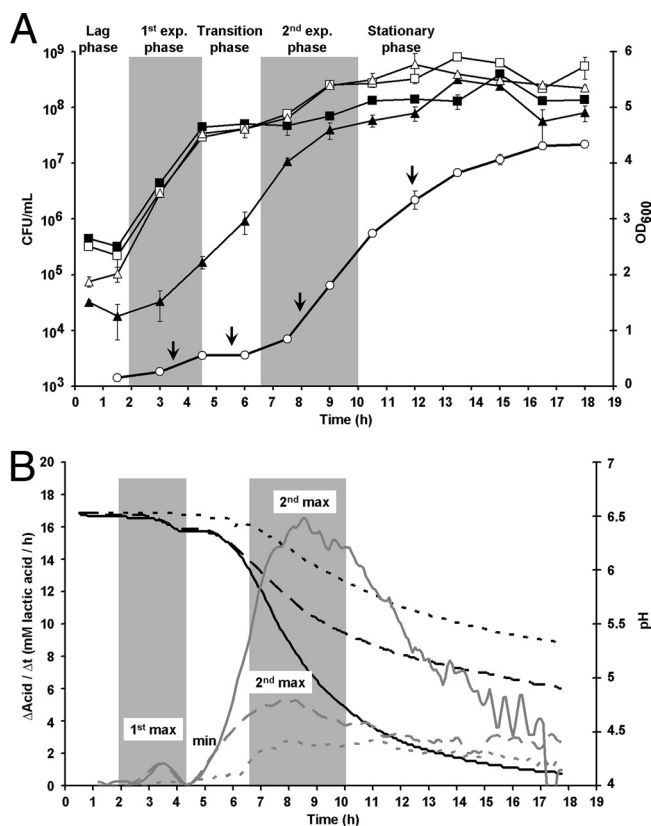 A
Lag phase
1st exp. phase
Transition phase
2nd exp. phase
Stationary phase
10⁹
10⁸
10⁷
10⁶
10⁵
10⁴
10³
CFU/mL
6
5
4
3
2
1
0
OD600
0 1 2 3 4 5 6 7 8 9 10 11 12 13 14 15 16 17 18 19
Time (h)
B
20
18
16
14
12
10
8
6
4
2
0
ΔAcid / Δt (mM lactic acid / h)
2nd max
2nd max
1st max
min
7
6.5
6
5.5
5
4.5
4
pH
0 1 2 3 4 5 6 7 8 9 10 11 12 13 14 15 16 17 18 19
Time (h)